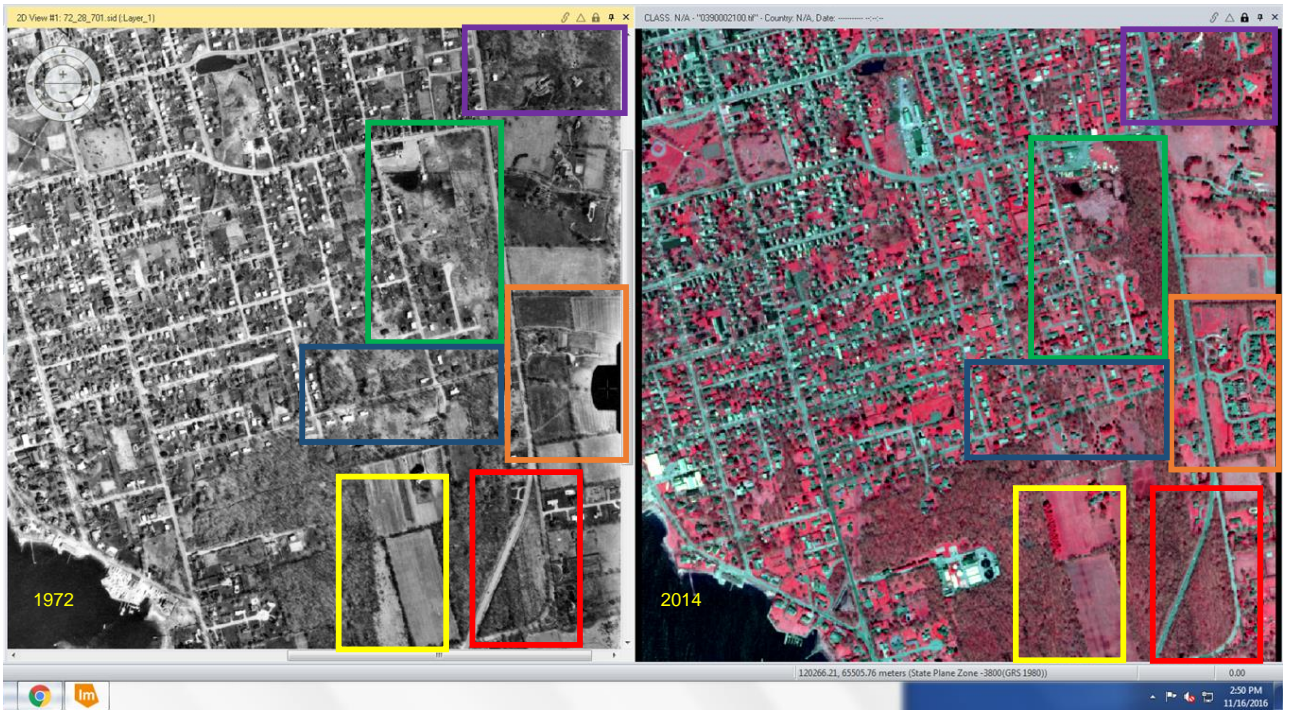 2D View #1: 72_28_701.sid (:Layer_1)
CLASS. N/A - "0390002100.tif" - Country: N/A, Date: ---------- --:--:--
1972
2014
120266.21, 65505.76 meters (State Plane Zone -3800(GRS 1980))
0.00
Im
2:50 PM
11/16/2016